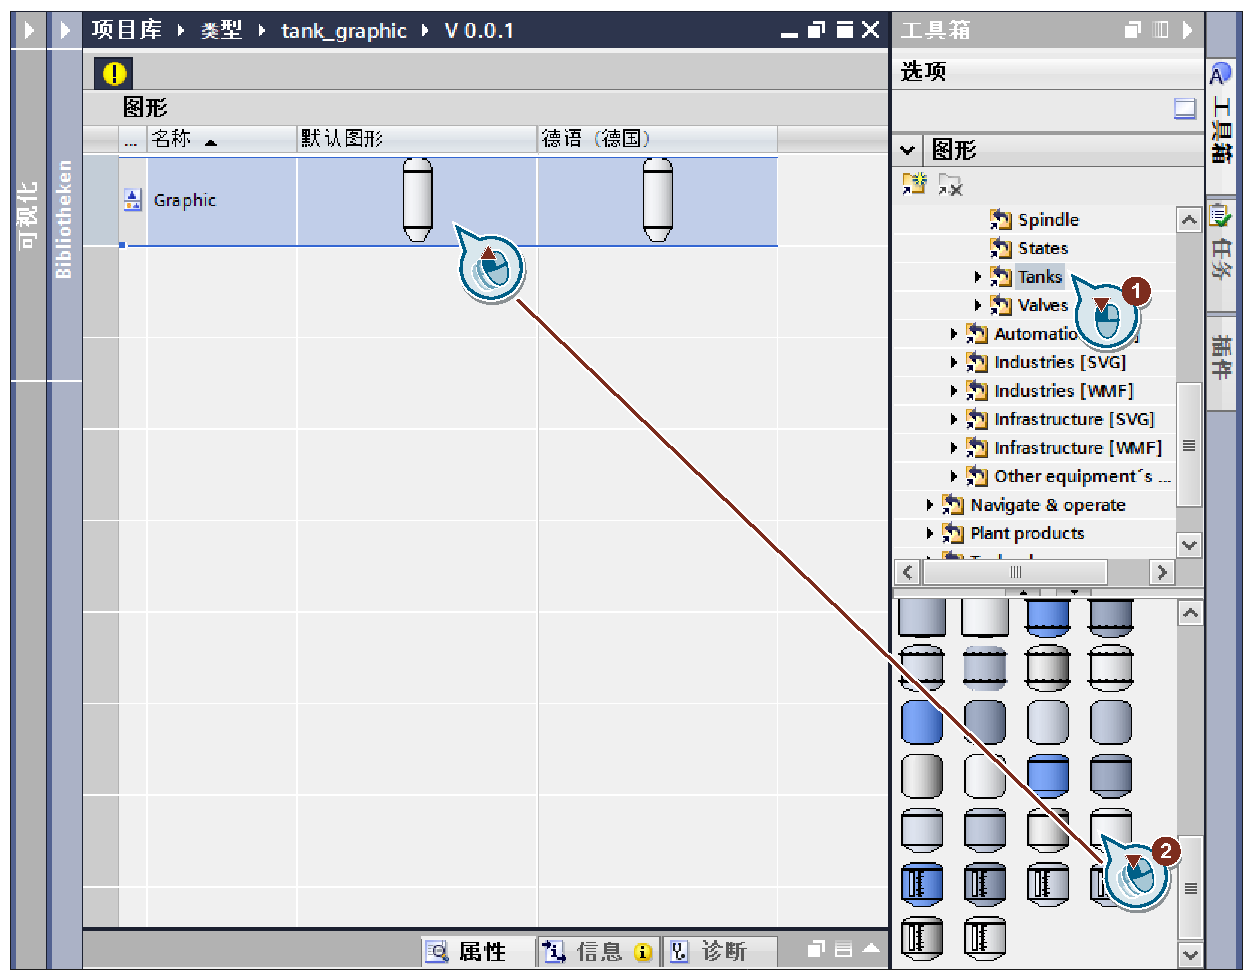 项目库 ▸ 类型 ▸ tank_graphic ▸ V 0.0.1
图形
... 名称 默认图形 德语（德国）
Graphic
可视化
Bibliotheken
工具箱
选项
图形
Spindle
States
Tanks
1
Valves
Automatio
Industries [SVG]
Industries [WMF]
Infrastructure [SVG]
Infrastructure [WMF]
Other equipment´s ...
Navigate & operate
Plant products
2
工具箱
任务
插件
属性 信息 诊断